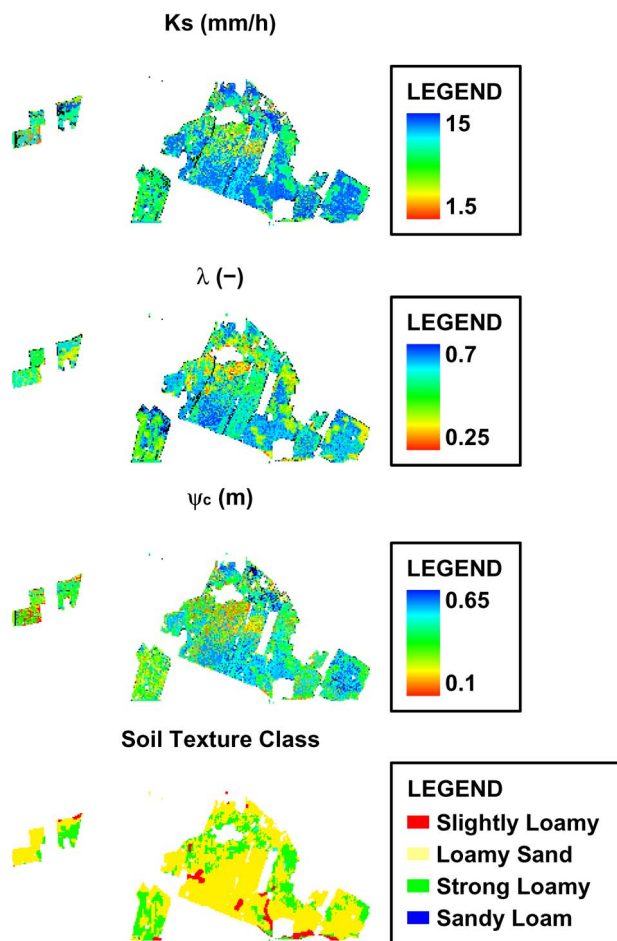 Ks (mm/h)
LEGEND
15
1.5
λ (−)
LEGEND
0.7
0.25
ψc (m)
LEGEND
0.65
0.1
Soil Texture Class
LEGEND
Slightly Loamy
Loamy Sand
Strong Loamy
Sandy Loam